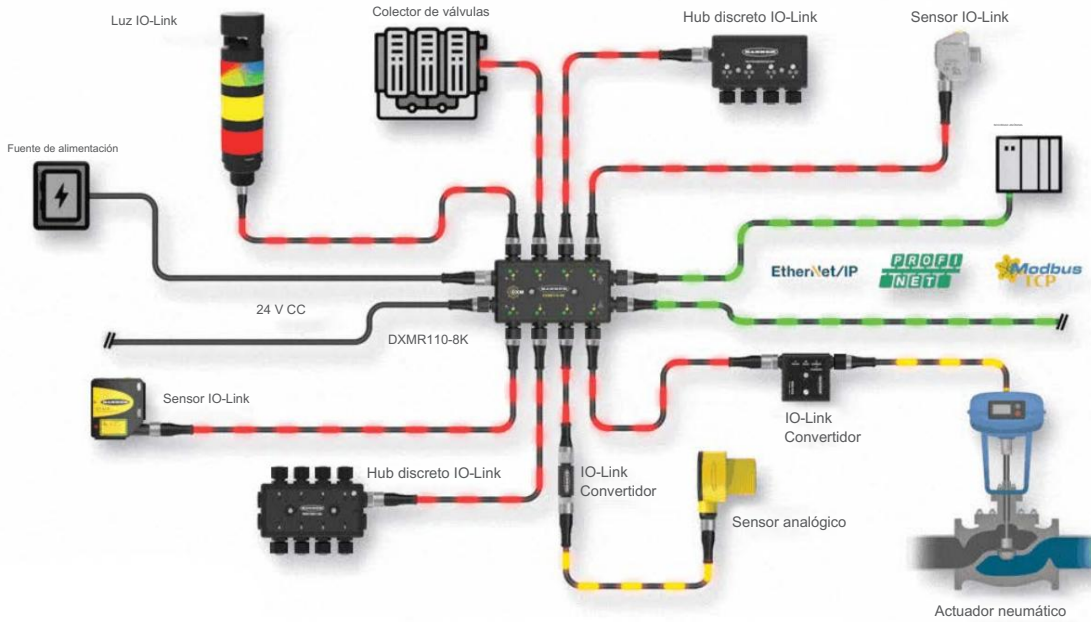 Luz IO-Link
Colector de válvulas
Hub discreto IO-Link
Sensor IO-Link
Fuente de alimentación
BANNER
EtherNet/IP
PROFI
NET
Modbus
TCP
24 V CC
DXMR110-8K
Sensor IO-Link
IO-Link
Convertidor
Hub discreto IO-Link
IO-Link
Convertidor
Sensor analógico
Actuador neumático